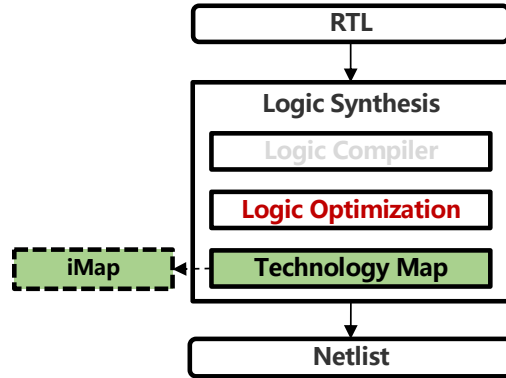 RTL
Logic Synthesis
Logic Compiler
Logic Optimization
iMap
Technology Map
Netlist